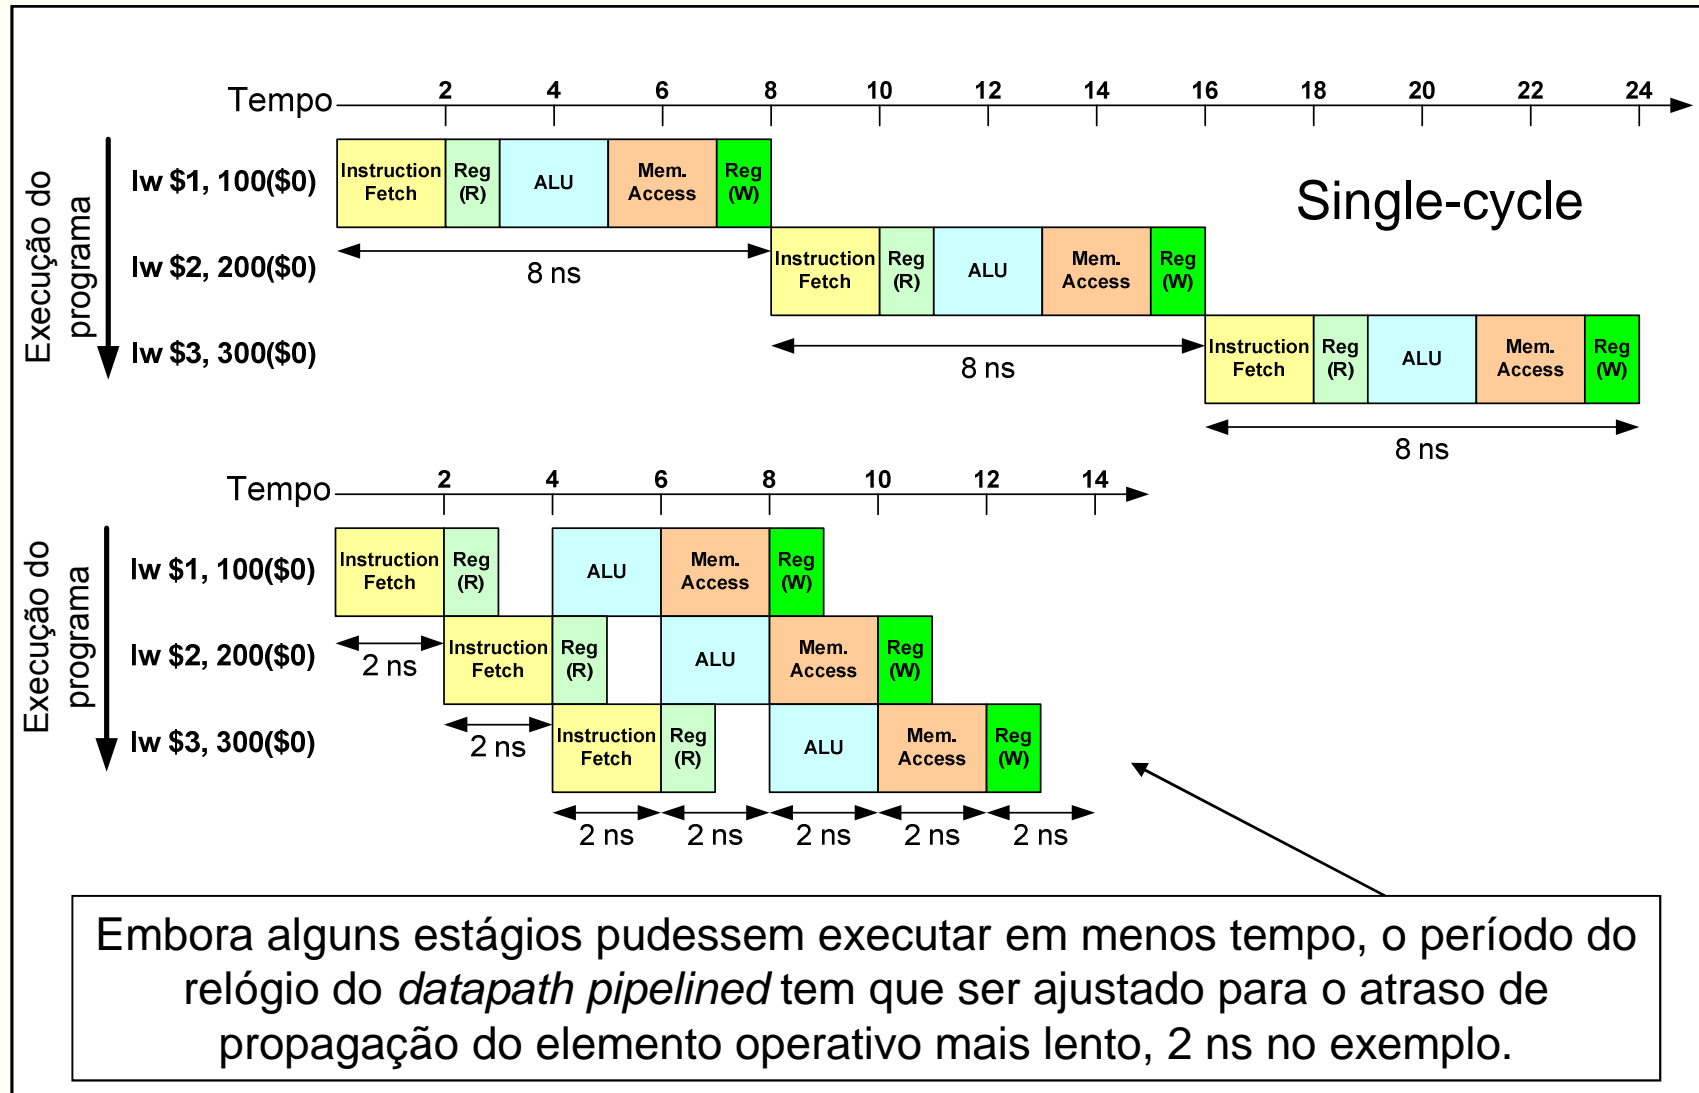 Tempo 2 4 6 8 10 12 14 16 18 20 22 24
Execução do
programa
lw $1, 100($0)
Instruction
Fetch
Reg
(R)
ALU
Mem.
Access
Reg
(W)
Single-cycle
8 ns
lw $2, 200($0)
Instruction
Fetch
Reg
(R)
ALU
Mem.
Access
Reg
(W)
8 ns
lw $3, 300($0)
Instruction
Fetch
Reg
(R)
ALU
Mem.
Access
Reg
(W)
8 ns
Tempo 2 4 6 8 10 12 14
Execução do
programa
lw $1, 100($0)
Instruction
Fetch
Reg
(R)
ALU
Mem.
Access
Reg
(W)
2 ns
lw $2, 200($0)
Instruction
Fetch
Reg
(R)
ALU
Mem.
Access
Reg
(W)
2 ns
lw $3, 300($0)
Instruction
Fetch
Reg
(R)
ALU
Mem.
Access
Reg
(W)
2 ns 2 ns 2 ns 2 ns 2 ns
Embora alguns estágios pudessem executar em menos tempo, o período do
relógio do datapath pipelined tem que ser ajustado para o atraso de
propagação do elemento operativo mais lento, 2 ns no exemplo.